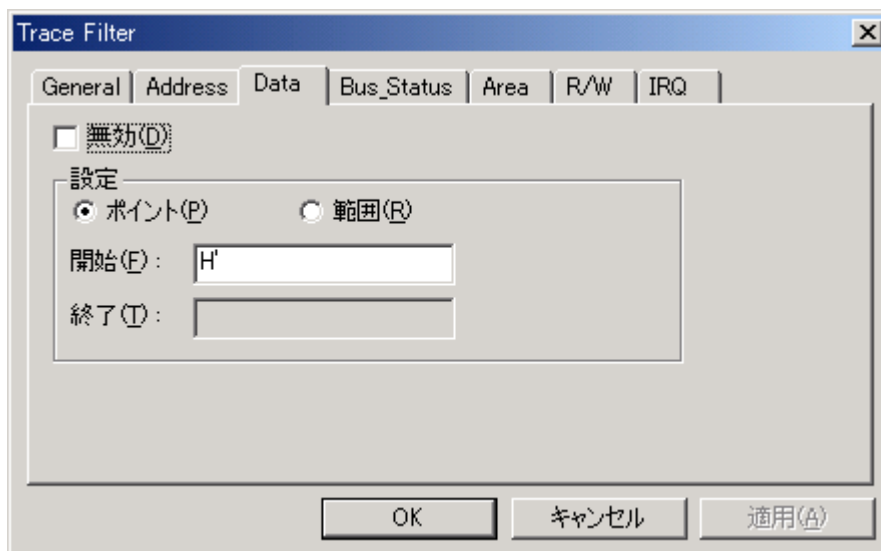 Trace Filter
General Address Data Bus_Status Area R/W IRQ
無効(D)
設定
ポイント(P) 範囲(R)
開始(F): H'
終了(T):
OK キャンセル 適用(A)